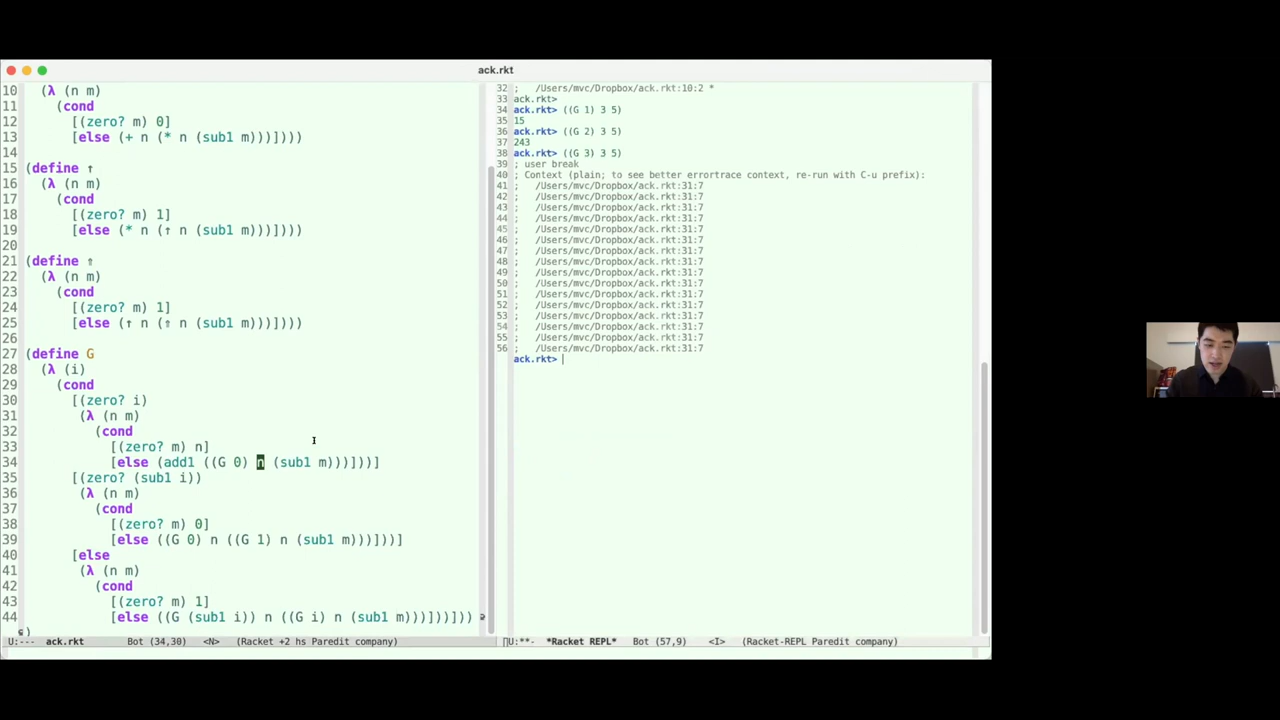 ack.rkt
10 (λ (n m)
11 (cond
12 [(zero? m) 0]
13 [else (+ n (* n (sub1 m)))])))
14
15 (define ↑
16 (λ (n m)
17 (cond
18 [(zero? m) 1]
19 [else (* n (↑ n (sub1 m)))])))
20
21 (define ⇑
22 (λ (n m)
23 (cond
24 [(zero? m) 1]
25 [else (↑ n (⇑ n (sub1 m)))])))
26
27 (define G
28 (λ (i)
29 (cond
30 [(zero? i)
31 (λ (n m)
32 (cond
33 [(zero? m) n]
34 [else (add1 ((G 0) n (sub1 m)))]))]
35 [(zero? (sub1 i))
36 (λ (n m)
37 (cond
38 [(zero? m) 0]
39 [else ((G 0) n ((G 1) n (sub1 m)))]))]
40 [else
41 (λ (n m)
42 (cond
43 [(zero? m) 1]
44 [else ((G (sub1 i)) n ((G i) n (sub1 m)))]))]))
)
U:--- ack.rkt Bot (34,30) <N> (Racket +2 hs Paredit company)
32 ; /Users/mvc/Dropbox/ack.rkt:10:2 *
33 ack.rkt>
34 ack.rkt> ((G 1) 3 5)
35 15
36 ack.rkt> ((G 2) 3 5)
37 243
38 ack.rkt> ((G 3) 3 5)
39 ; user break
40 ; Context (plain; to see better errortrace context, re-run with C-u prefix):
41 ; /Users/mvc/Dropbox/ack.rkt:31:7
42 ; /Users/mvc/Dropbox/ack.rkt:31:7
43 ; /Users/mvc/Dropbox/ack.rkt:31:7
44 ; /Users/mvc/Dropbox/ack.rkt:31:7
45 ; /Users/mvc/Dropbox/ack.rkt:31:7
46 ; /Users/mvc/Dropbox/ack.rkt:31:7
47 ; /Users/mvc/Dropbox/ack.rkt:31:7
48 ; /Users/mvc/Dropbox/ack.rkt:31:7
49 ; /Users/mvc/Dropbox/ack.rkt:31:7
50 ; /Users/mvc/Dropbox/ack.rkt:31:7
51 ; /Users/mvc/Dropbox/ack.rkt:31:7
52 ; /Users/mvc/Dropbox/ack.rkt:31:7
53 ; /Users/mvc/Dropbox/ack.rkt:31:7
54 ; /Users/mvc/Dropbox/ack.rkt:31:7
55 ; /Users/mvc/Dropbox/ack.rkt:31:7
56 ; /Users/mvc/Dropbox/ack.rkt:31:7
ack.rkt>
U:**- *Racket REPL* Bot (57,9) <I> (Racket-REPL Paredit company)